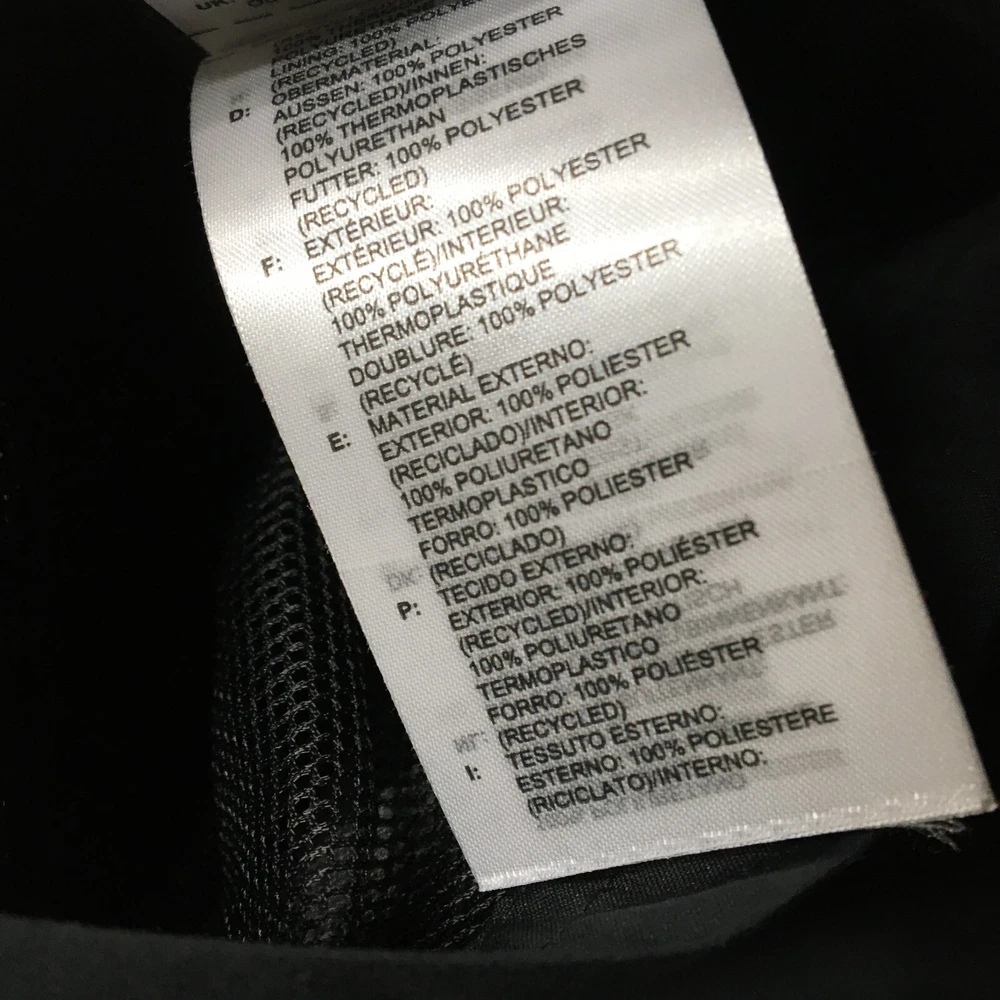 UK:
LINING: 100% POLYESTER
(RECYCLED)
D: OBERMATERIAL:
AUSSEN: 100% POLYESTER
(RECYCLED)/INNEN:
100% THERMOPLASTISCHES
POLYURETHAN
FUTTER: 100% POLYESTER
(RECYCLED)
F: EXTÉRIEUR:
EXTÉRIEUR: 100% POLYESTER
(RECYCLÉ)/INTERIEUR:
100% POLYURÉTHANE
THERMOPLASTIQUE
DOUBLURE: 100% POLYESTER
(RECYCLÉ)
E: MATERIAL EXTERNO:
EXTERIOR: 100% POLIESTER
(RECICLADO)/INTERIOR:
100% POLIURETANO
TERMOPLASTICO
FORRO: 100% POLIESTER
(RECICLADO)
P: TECIDO EXTERNO:
EXTERIOR: 100% POLIÉSTER
(RECYCLED)/INTERIOR:
100% POLIURETANO
TERMOPLASTICO
FORRO: 100% POLIÉSTER
(RECYCLED)
I: TESSUTO ESTERNO:
ESTERNO: 100% POLIESTERE
(RICICLATO)/INTERNO: